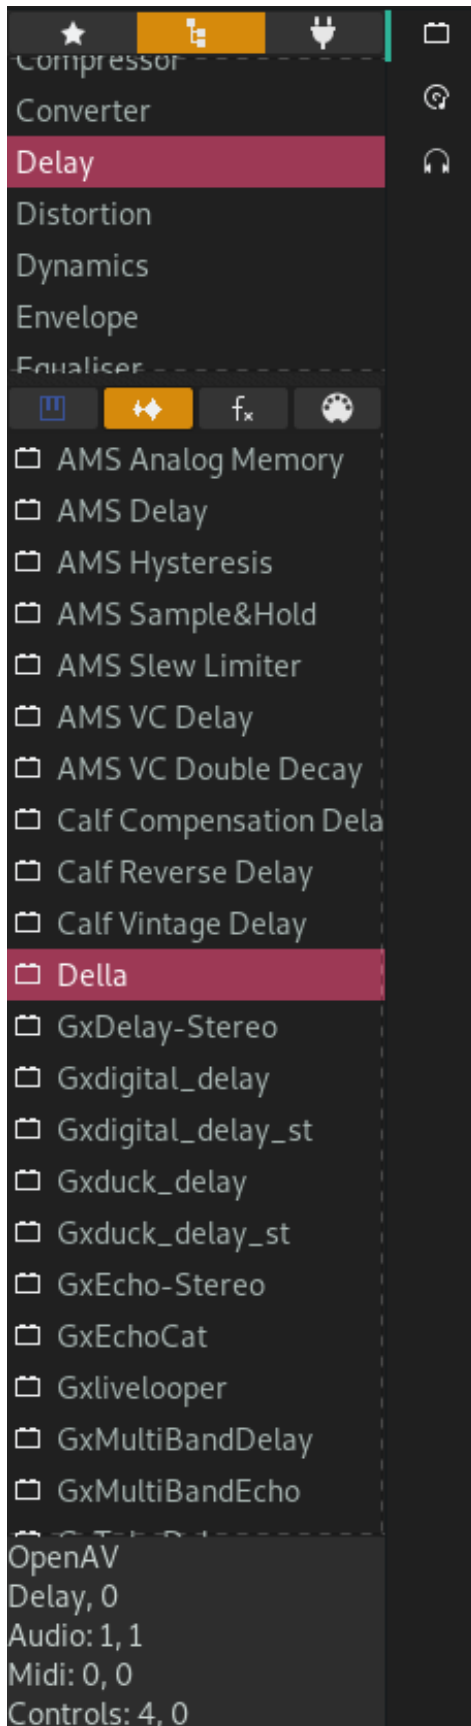 Compressor
Converter
Delay
Distortion
Dynamics
Envelope
Equaliser
fx
AMS Analog Memory
AMS Delay
AMS Hysteresis
AMS Sample&Hold
AMS Slew Limiter
AMS VC Delay
AMS VC Double Decay
Calf Compensation Dela
Calf Reverse Delay
Calf Vintage Delay
Della
GxDelay-Stereo
Gxdigital_delay
Gxdigital_delay_st
Gxduck_delay
Gxduck_delay_st
GxEcho-Stereo
GxEchoCat
Gxlivelooper
GxMultiBandDelay
GxMultiBandEcho
OpenAV
Delay, 0
Audio: 1, 1
Midi: 0, 0
Controls: 4, 0